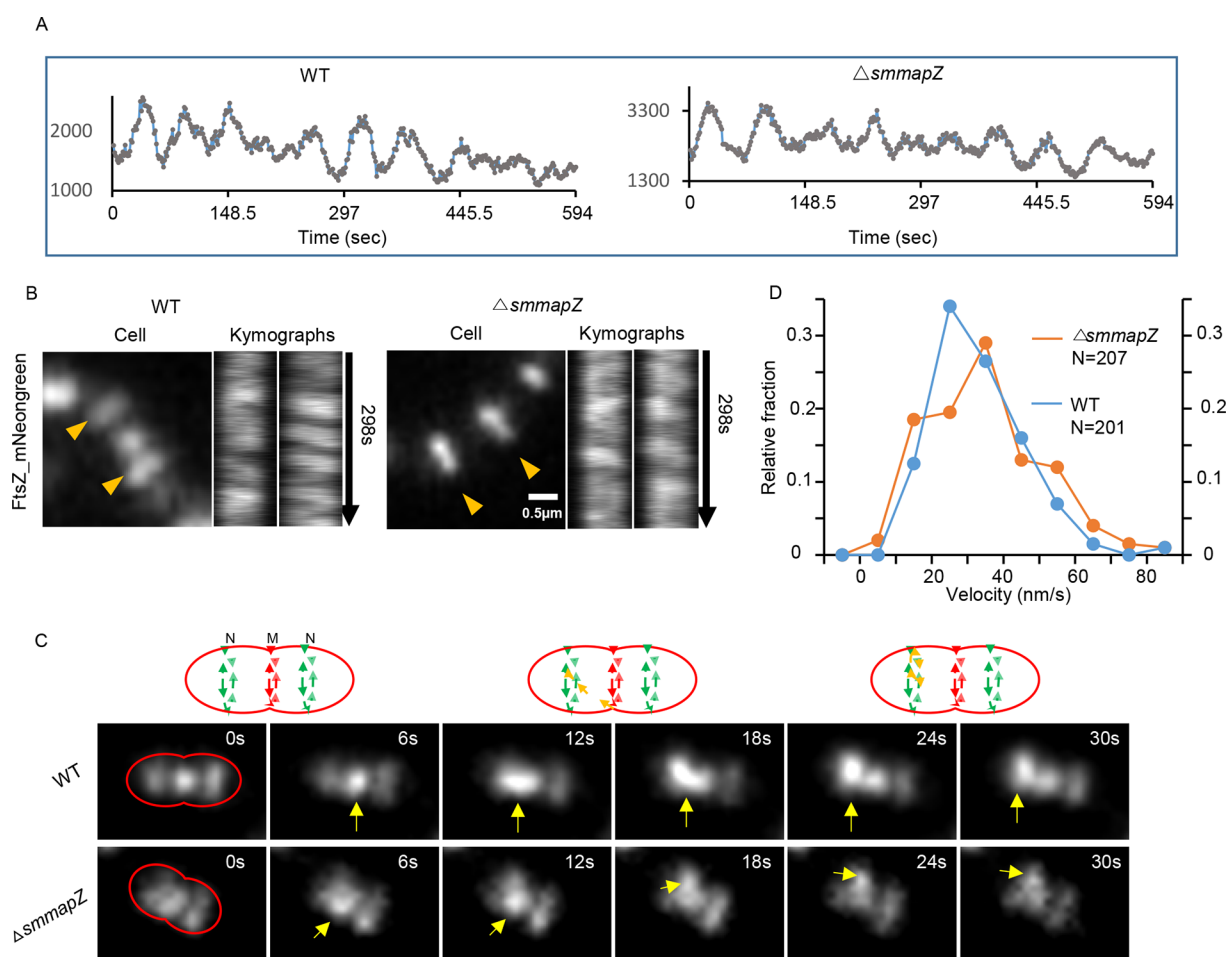 A
WT
△smmapZ
2000
1000
0 148.5 297 445.5 594
Time (sec)
3300
1300
0 148.5 297 445.5 594
Time (sec)
B
WT
△smmapZ
Cell Kymographs
Cell Kymographs
FtsZ_mNeongreen
298s
298s
0.5µm
D
0.3
0.2
0.1
0
0.3
0.2
0.1
0
Relative fraction
△smmapZ
N=207
WT
N=201
0 20 40 60 80
Velocity (nm/s)
C
N M N
WT
0s 6s 12s 18s 24s 30s
△smmapZ
0s 6s 12s 18s 24s 30s